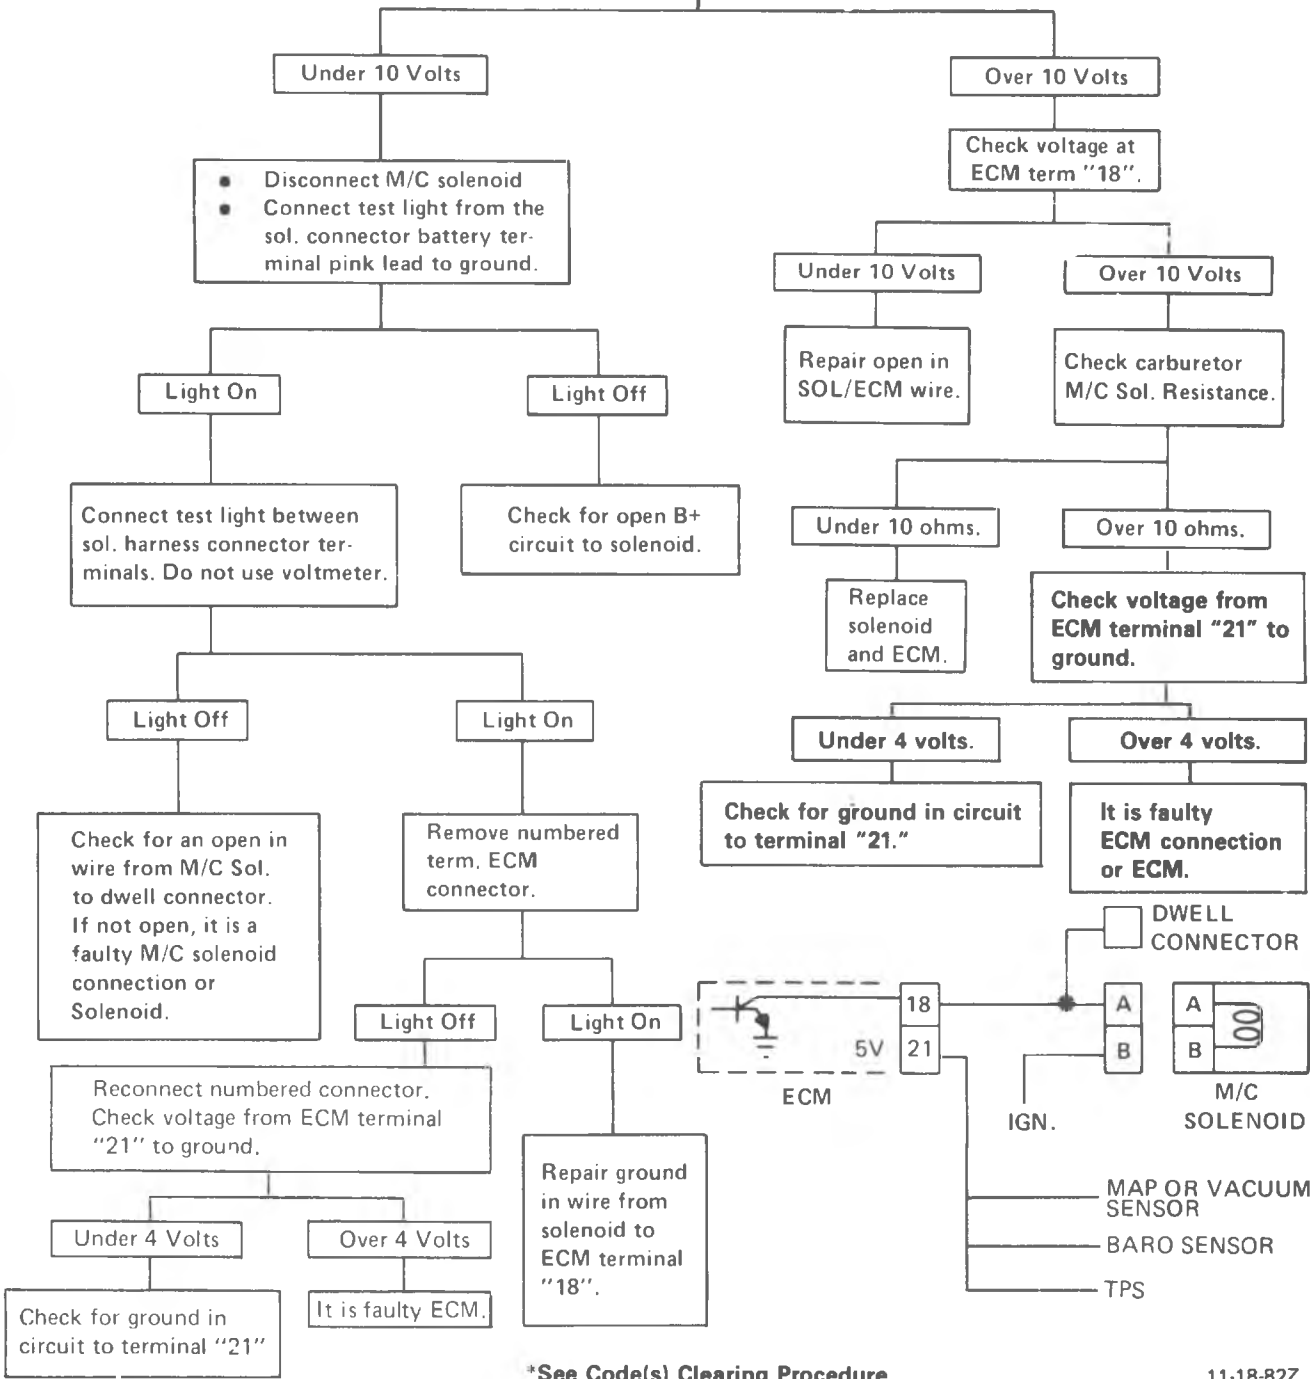 Under 10 Volts
Over 10 Volts
Check voltage at
ECM term "18".
• Disconnect M/C solenoid
• Connect test light from the
sol. connector battery ter-
minal pink lead to ground.
Under 10 Volts
Over 10 Volts
Repair open in
SOL/ECM wire.
Check carburetor
M/C Sol. Resistance.
Light On
Light Off
Connect test light between
sol. harness connector ter-
minals. Do not use voltmeter.
Check for open B+
circuit to solenoid.
Under 10 ohms.
Over 10 ohms.
Replace
solenoid
and ECM.
Check voltage from
ECM terminal "21" to
ground.
Light Off
Light On
Under 4 volts.
Over 4 volts.
Check for an open in
wire from M/C Sol.
to dwell connector.
If not open, it is a
faulty M/C solenoid
connection or
Solenoid.
Remove numbered
term. ECM
connector.
Check for ground in circuit
to terminal "21."
It is faulty
ECM connection
or ECM.
Light Off
Light On
Reconnect numbered connector.
Check voltage from ECM terminal
"21" to ground.
Repair ground
in wire from
solenoid to
ECM terminal
"18".
Under 4 Volts
Over 4 Volts
Check for ground in
circuit to terminal "21"
It is faulty ECM.
DWELL
CONNECTOR
18
A
A
5V
21
B
B
ECM
IGN.
M/C
SOLENOID
MAP OR VACUUM
SENSOR
BARO SENSOR
TPS
*See Code(s) Clearing Procedure
11-18-82Z